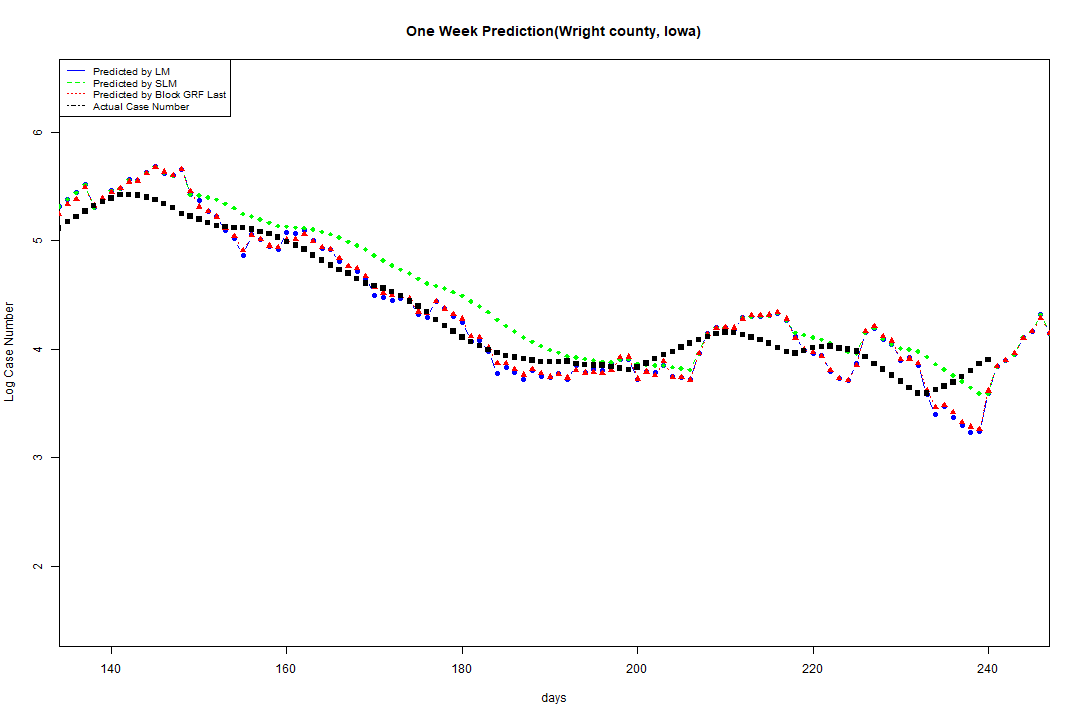 One Week Prediction(Wright county, Iowa)
Predicted by LM
Predicted by SLM
Predicted by Block GRF Last
Actual Case Number
6
5
4
3
2
Log Case Number
140 160 180 200 220 240
days